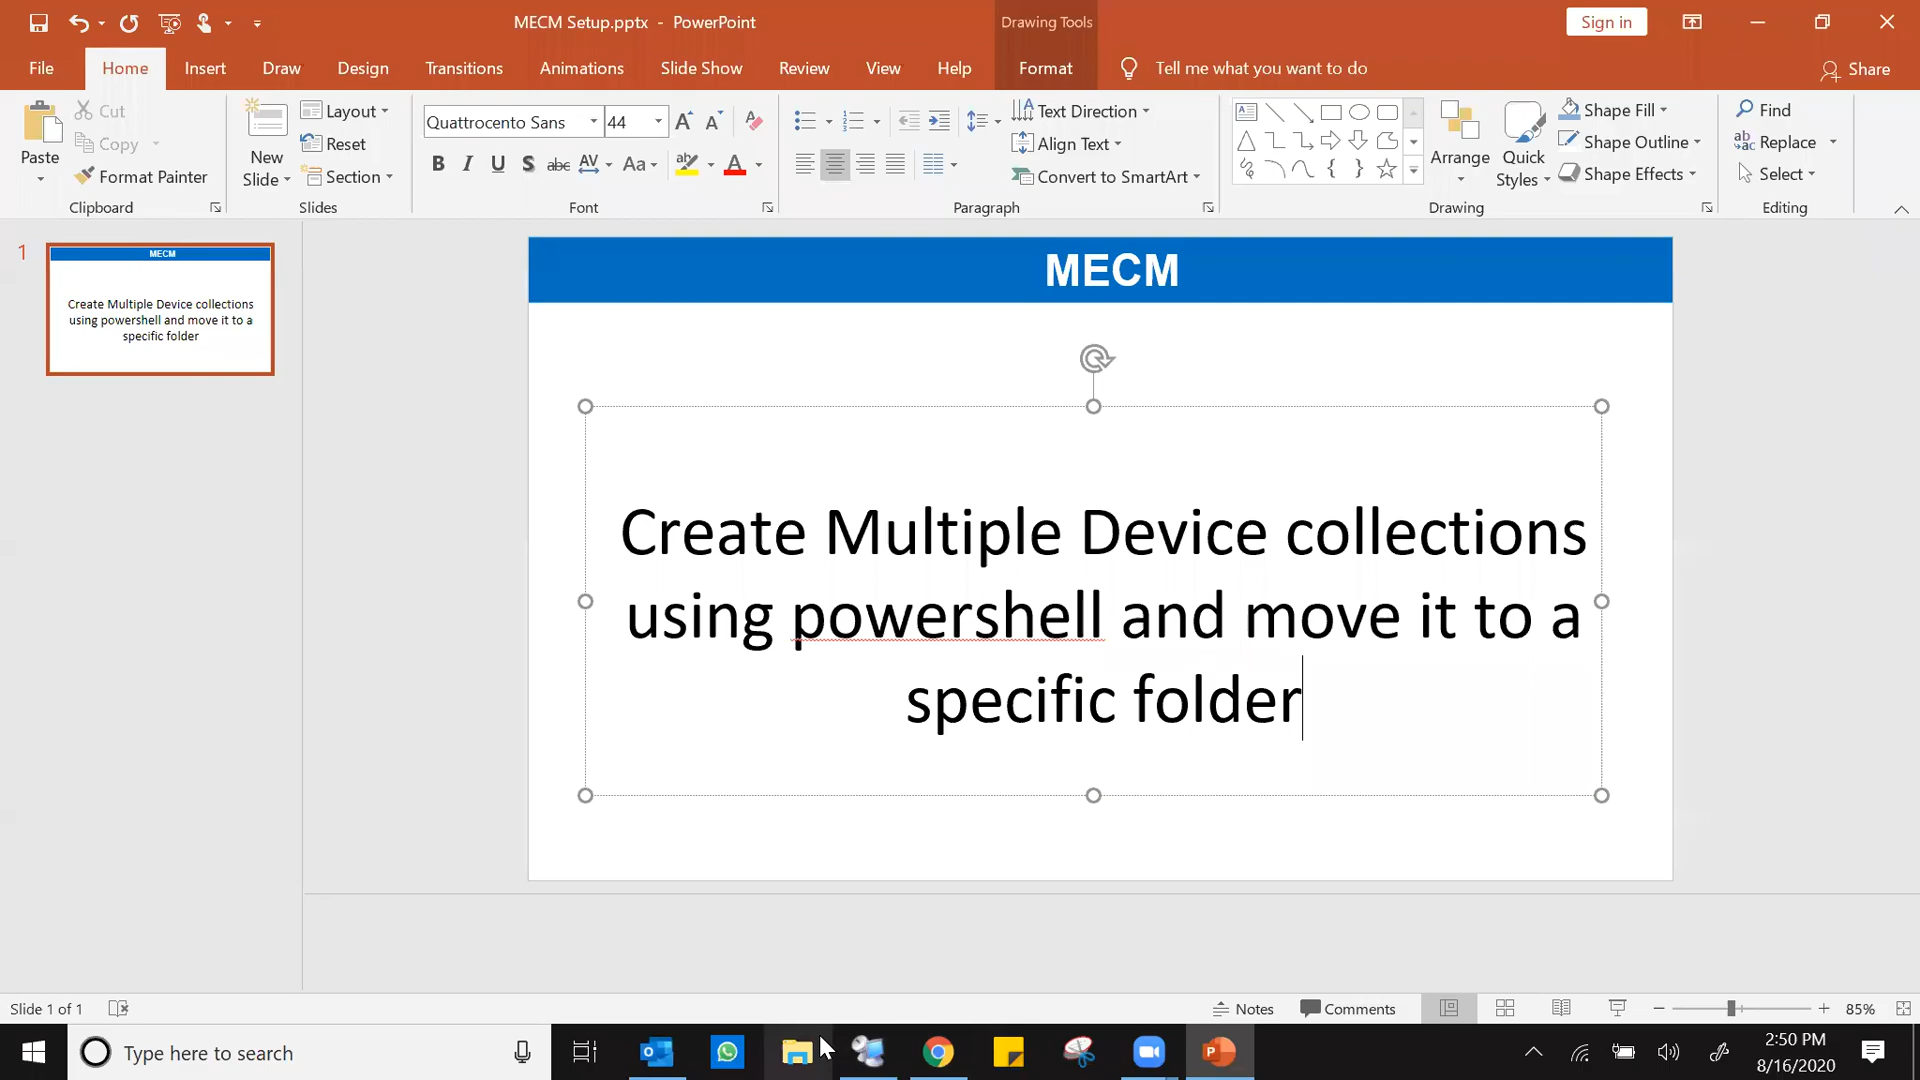 MECM Setup.pptx - PowerPoint
Drawing Tools
Sign in
File
Home
Insert
Draw
Design
Transitions
Animations
Slide Show
Review
View
Help
Format
Tell me what you want to do
Share
Paste
Cut
Copy
Format Painter
Clipboard
New Slide
Layout
Reset
Section
Slides
Quattrocento Sans
44
B I U S abc AV Aa A
Font
Text Direction
Align Text
Convert to SmartArt
Paragraph
Arrange
Quick Styles
Shape Fill
Shape Outline
Shape Effects
Drawing
Find
Replace
Select
Editing
1
MECM
Create Multiple Device collections
using powershell and move it to a
specific folder
MECM
Create Multiple Device collections
using powershell and move it to a
specific folder
Slide 1 of 1
Notes
Comments
85%
Type here to search
2:50 PM
8/16/2020